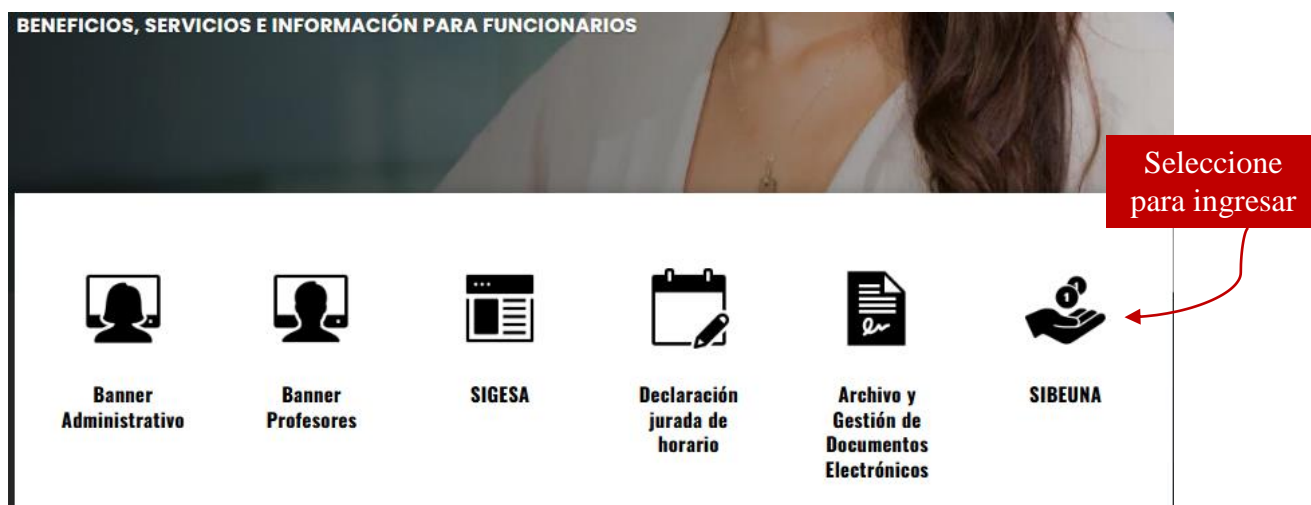 BENEFICIOS, SERVICIOS E INFORMACIÓN PARA FUNCIONARIOS
Seleccione
para ingresar
1
Banner
Administrativo
Banner
Profesores
SIGESA
Declaración
jurada de
horario
Archivo y
Gestión de
Documentos
Electrónicos
SIBEUNA